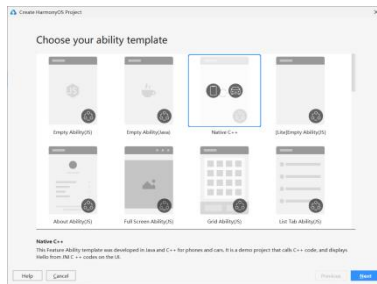 Create HarmonyOS Project
Choose your ability template
Empty Ability(JS)
Empty Ability(Java)
Native C++
[Lite]Empty Ability(JS)
About Ability(JS)
Full Screen Ability(JS)
Grid Ability(JS)
List Tab Ability(JS)
Native C++
This Feature Ability template was developed in Java and C++ for phones and cars, it is a demo project that calls C++ code, and displays
Hello from JNI C ++ codes on the UI.
Help
Cancel
Previous
Next